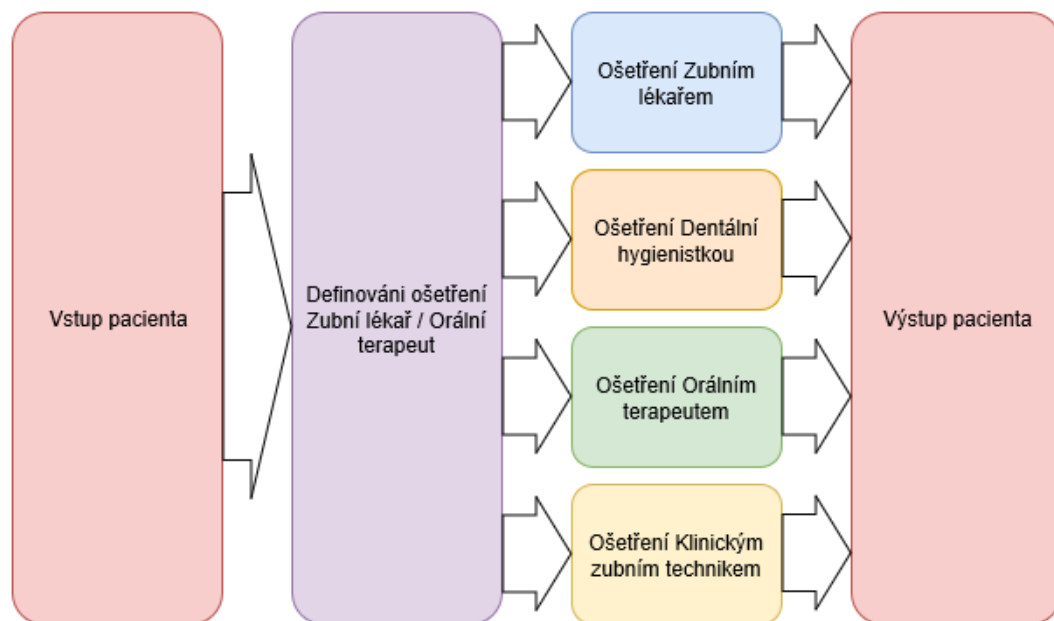 Vstup pacienta
Definováni ošetření
Zubní lékař / Orální
terapeut
Ošetření Zubním
lékařem
Ošetření Dentální
hygienistkou
Ošetření Orálním
terapeutem
Ošetření Klinickým
zubním technikem
Výstup pacienta